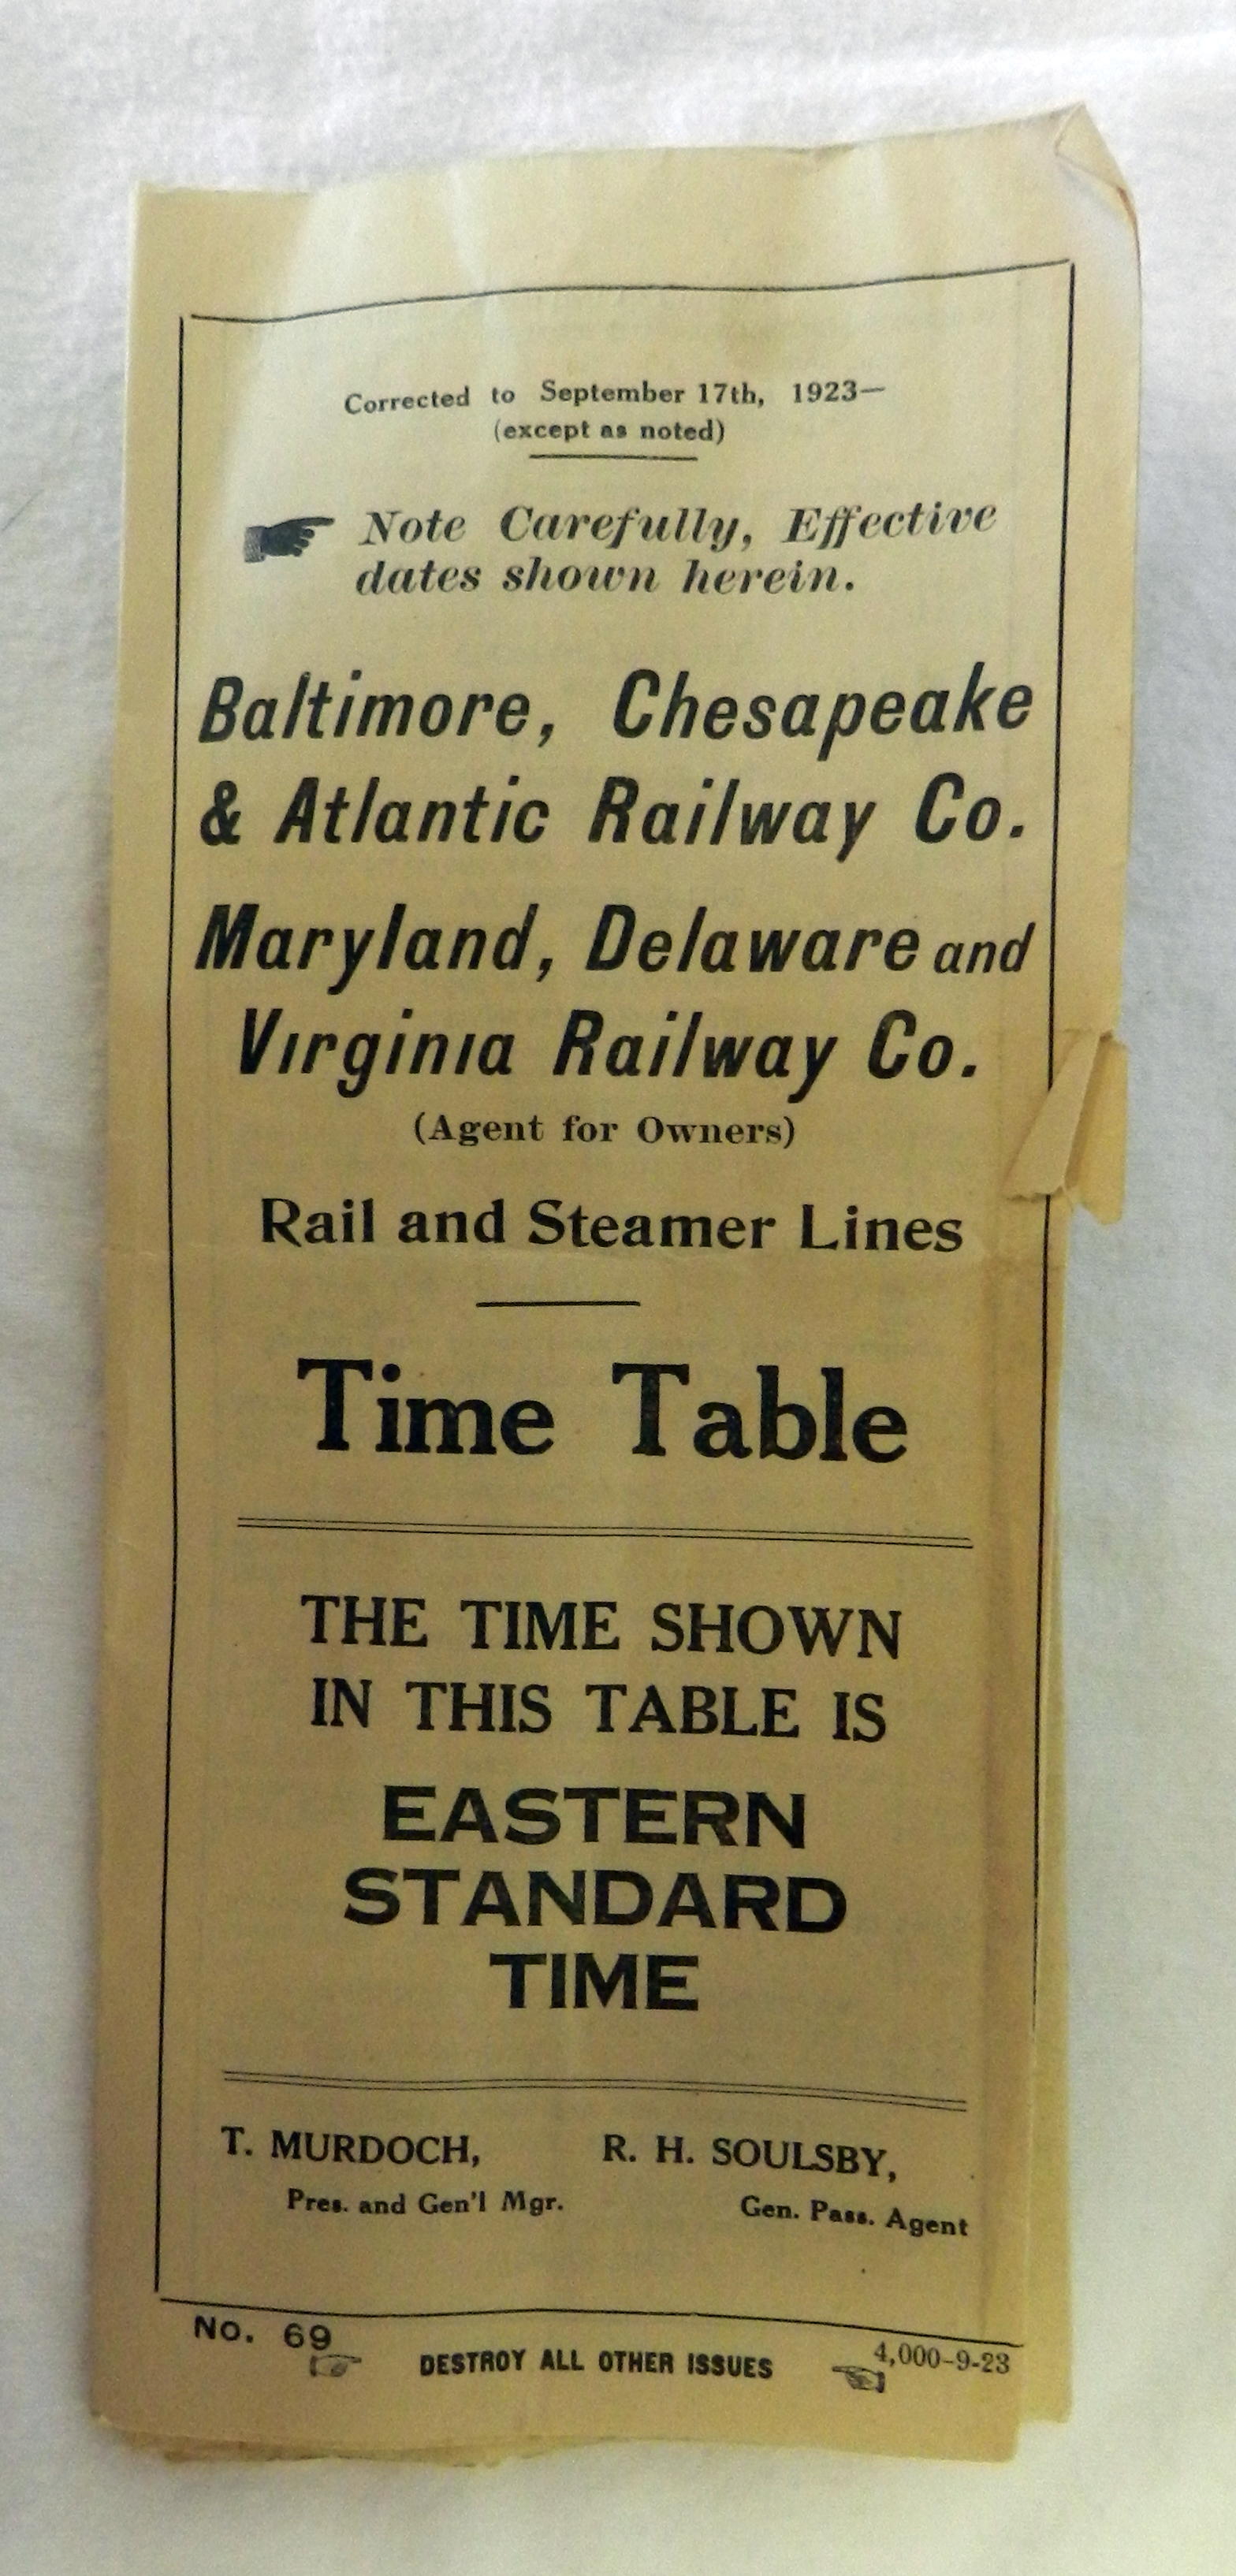 Corrected to September 17th, 1923—
(except as noted)
Note Carefully, Effective
dates shown herein.
Baltimore, Chesapeake
& Atlantic Railway Co.
Maryland, Delaware and
Virginia Railway Co.
(Agent for Owners)
Rail and Steamer Lines
Time Table
THE TIME SHOWN
IN THIS TABLE IS
EASTERN
STANDARD
TIME
T. MURDOCH, R. H. SOULSBY,
Pres. and Gen'l Mgr. Gen. Pass. Agent
No. 69 DESTROY ALL OTHER ISSUES 4,000-9-23